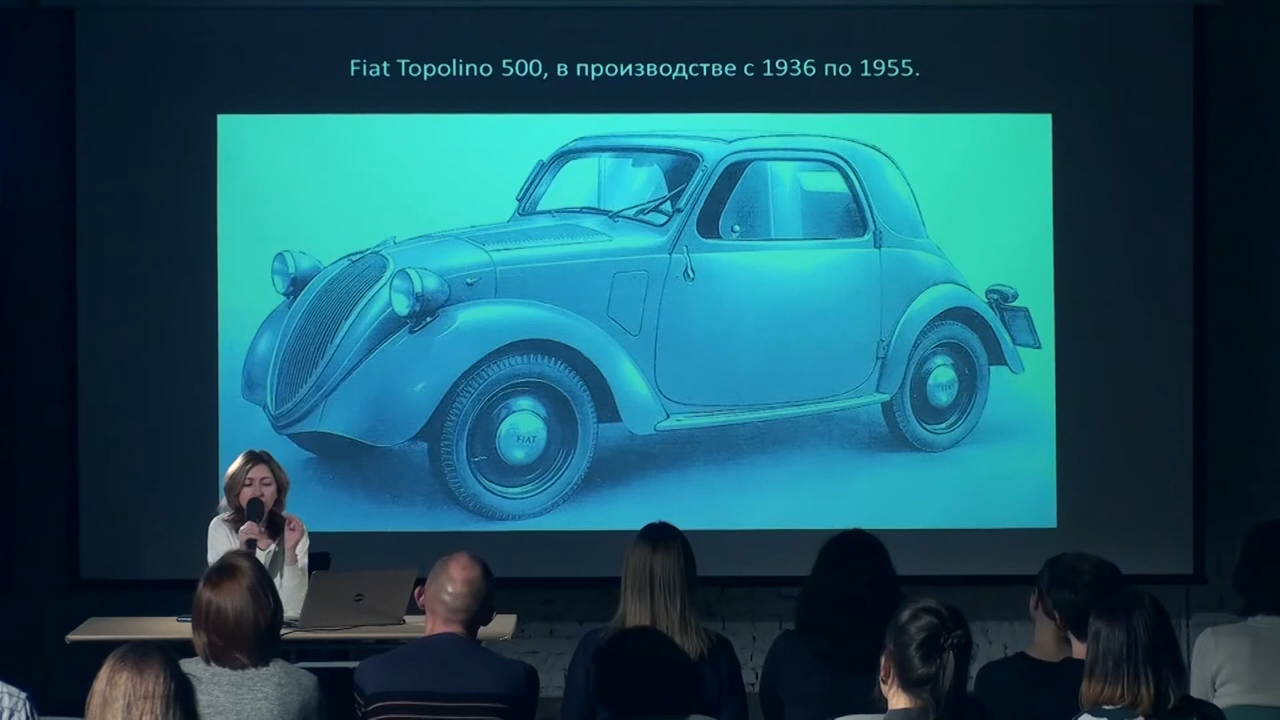 Fiat Topolino 500, в производстве с 1936 по 1955.
FIAT
FIAT